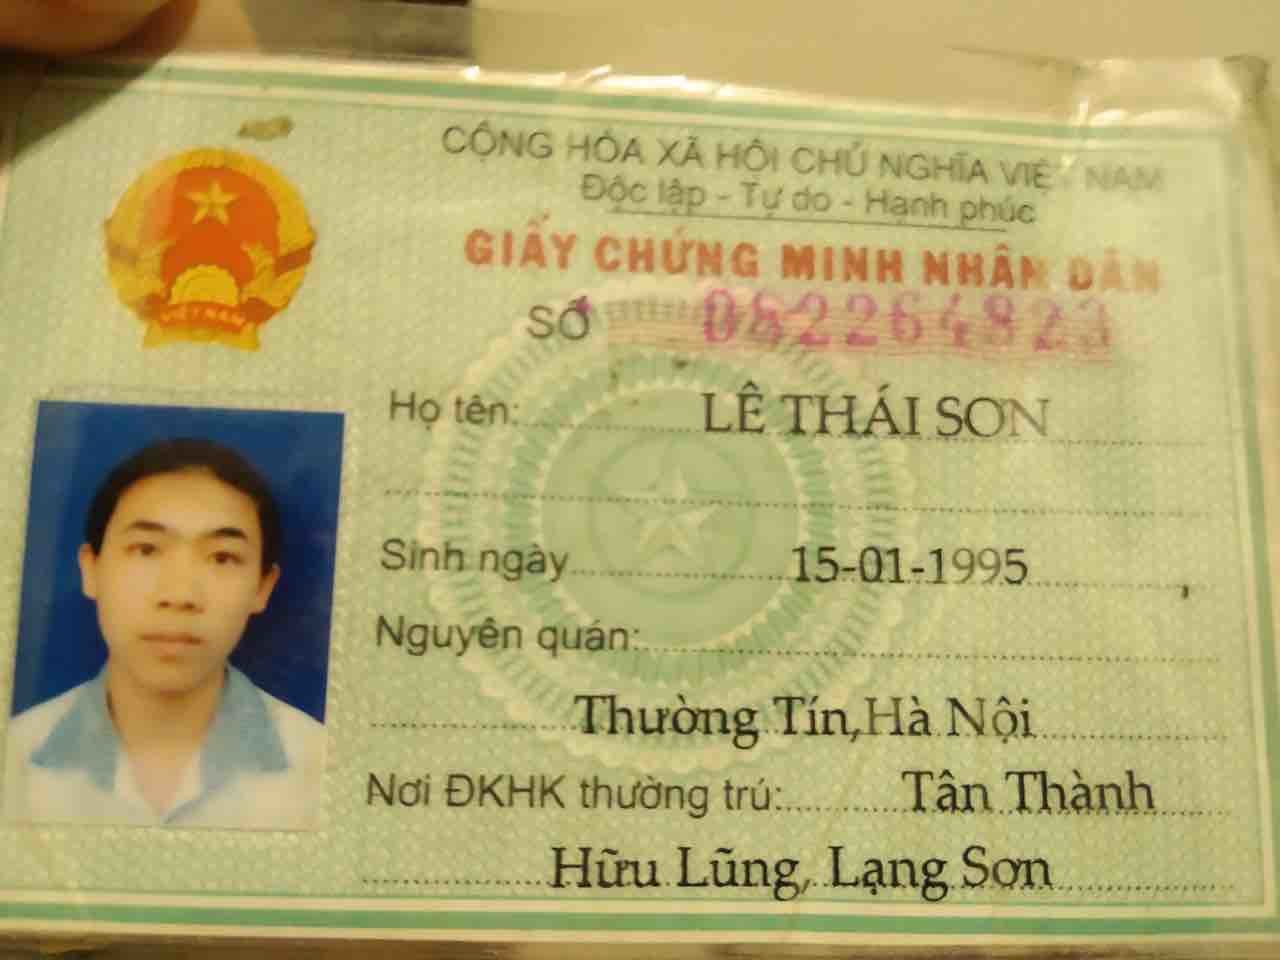 CỘNG HÒA XÃ HỘI CHỦ NGHĨA VIỆT NAM
Độc lập - Tự do - Hạnh phúc
GIẤY CHỨNG MINH NHÂN DÂN
SỐ 082264823
VIỆT NAM
Họ tên: LÊ THÁI SƠN
Sinh ngày 15-01-1995
Nguyên quán:
Thường Tín,Hà Nội
Nơi ĐKHK thường trú: Tân Thành
Hữu Lũng, Lạng Sơn